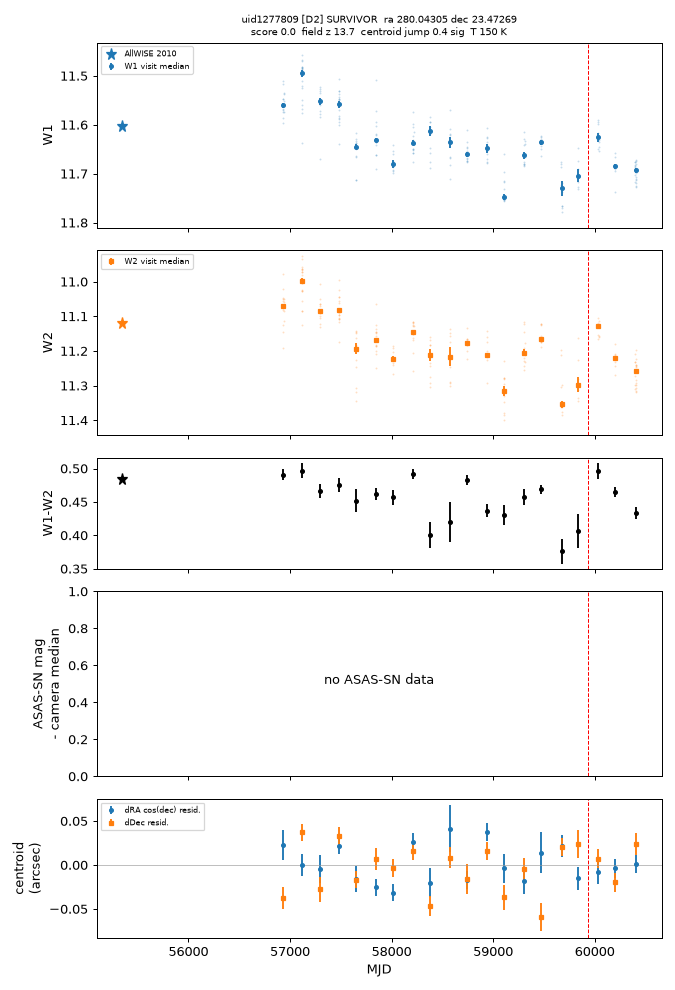 uid1277809 [D2] SURVIVOR ra 280.04305 dec 23.47269
score 0.0 field z 13.7 centroid jump 0.4 sig T 150 K
AllWISE 2010
W1 visit median
11.5
11.6
11.7
11.8
W1
W2 visit median
11.0
11.1
11.2
11.3
11.4
W2
0.50
0.45
0.40
0.35
W1-W2
1.0
0.8
0.6
0.4
0.2
0.0
ASAS-SN mag
- camera median
no ASAS-SN data
dRA cos(dec) resid.
dDec resid.
0.05
0.00
−0.05
centroid
(arcsec)
56000 57000 58000 59000 60000
MJD